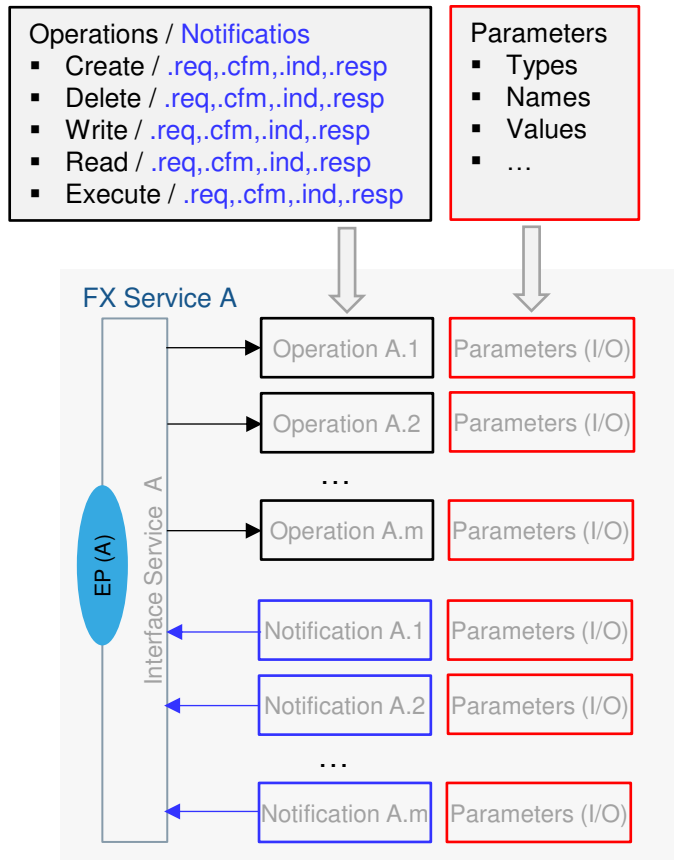 Operations / Notificatios
▪ Create / .req,.cfm,.ind,.resp
▪ Delete / .req,.cfm,.ind,.resp
▪ Write / .req,.cfm,.ind,.resp
▪ Read / .req,.cfm,.ind,.resp
▪ Execute / .req,.cfm,.ind,.resp
Parameters
▪ Types
▪ Names
▪ Values
▪ …
FX Service A
EP (A)
Interface Service A
Operation A.1
Parameters (I/O)
Operation A.2
Parameters (I/O)
…
Operation A.m
Parameters (I/O)
Notification A.1
Parameters (I/O)
Notification A.2
Parameters (I/O)
…
Notification A.m
Parameters (I/O)